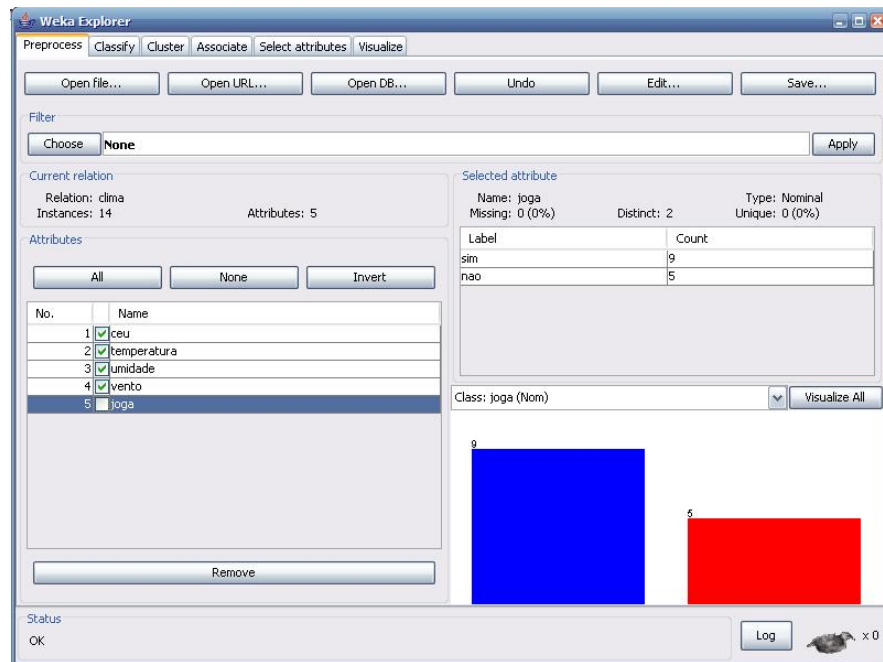 Weka Explorer
Preprocess Classify Cluster Associate Select attributes Visualize
Open file... Open URL... Open DB... Undo Edit... Save...
Filter
Choose None Apply
Current relation
Relation: clima
Instances: 14 Attributes: 5
Selected attribute
Name: joga Type: Nominal
Missing: 0 (0%) Distinct: 2 Unique: 0 (0%)
Label Count
sim 9
nao 5
Attributes
All None Invert
No. Name
1 ceu
2 temperatura
3 umidade
4 vento
5 joga
Remove
Class: joga (Nom) Visualize All
9
5
Status
OK
Log x 0